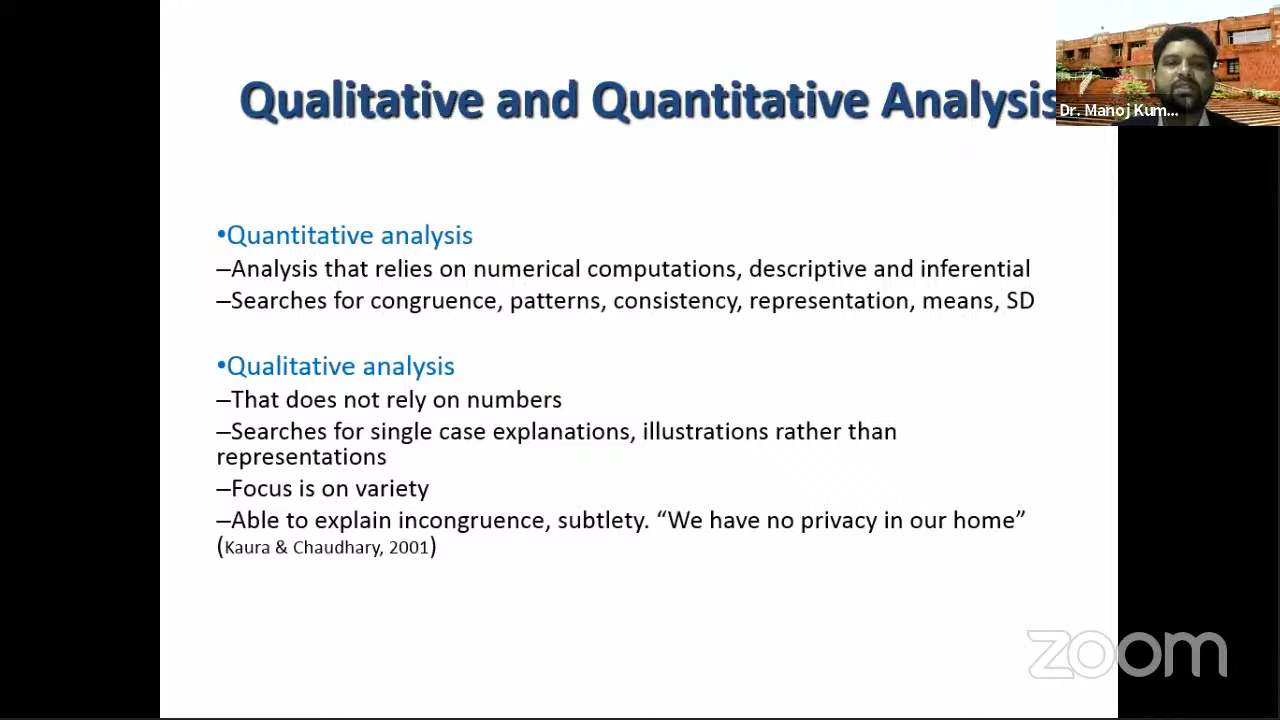 Qualitative and Quantitative Analysis
Dr. Manoj Kum...
•Quantitative analysis
–Analysis that relies on numerical computations, descriptive and inferential
–Searches for congruence, patterns, consistency, representation, means, SD
•Qualitative analysis
–That does not rely on numbers
–Searches for single case explanations, illustrations rather than
representations
–Focus is on variety
–Able to explain incongruence, subtlety. “We have no privacy in our home”
(Kaura & Chaudhary, 2001)
zoom